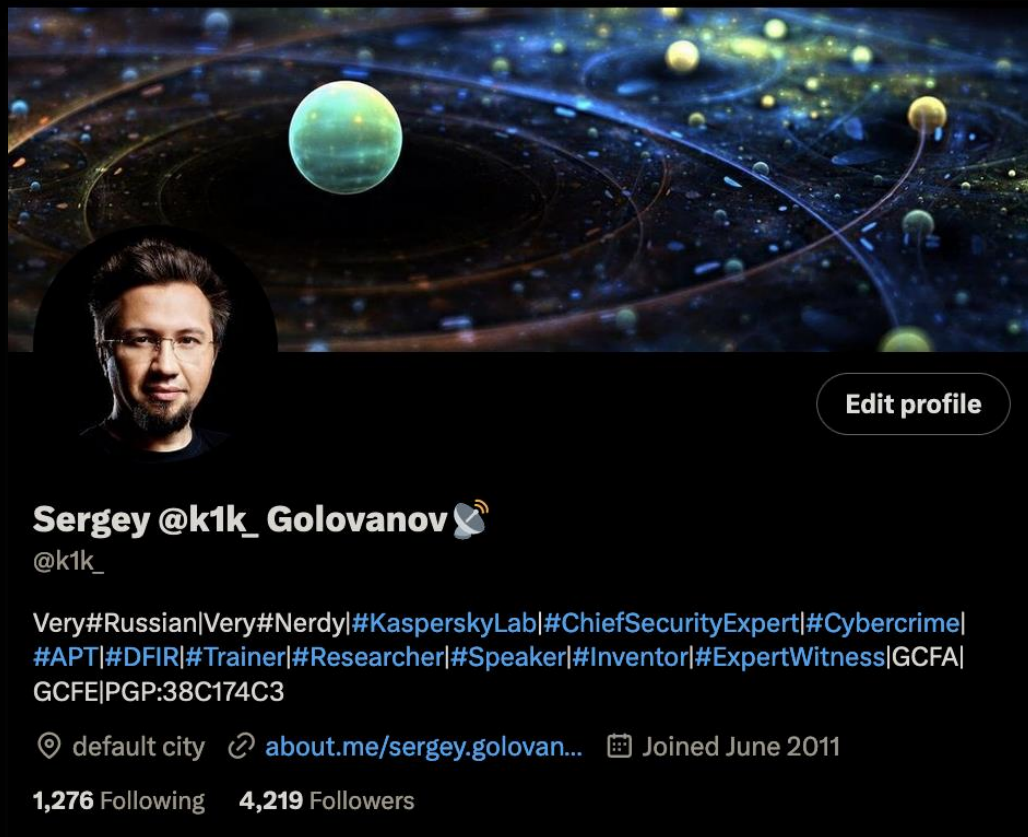 Edit profile
Sergey @k1k_ Golovanov📡
@k1k_
Very#Russian|Very#Nerdy|#KasperskyLab|#ChiefSecurityExpert|#Cybercrime|
#APT|#DFIR|#Trainer|#Researcher|#Speaker|#Inventor|#ExpertWitness|GCFA|
GCFE|PGP:38C174C3
default city about.me/sergey.golovan... Joined June 2011
1,276 Following 4,219 Followers